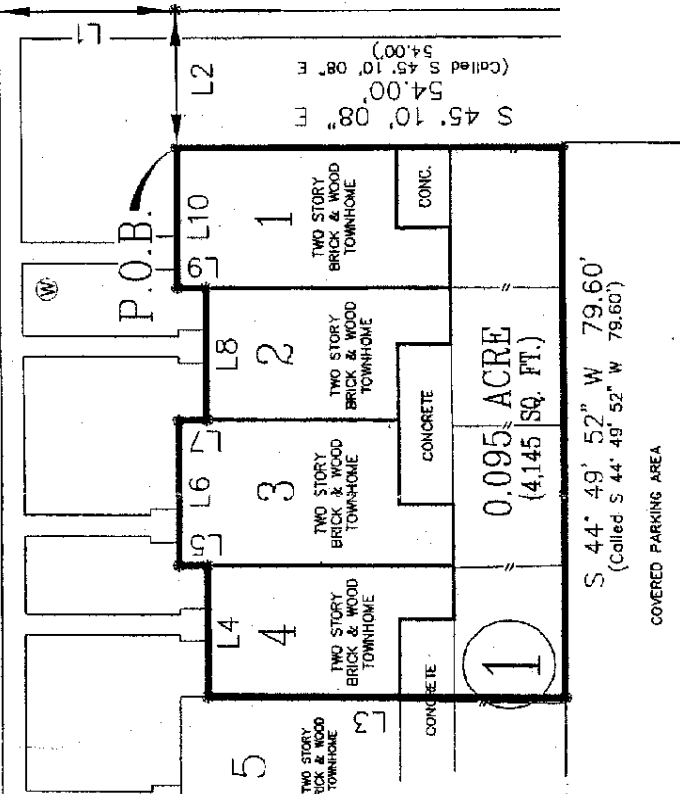 L1
L2
S 45° 10' 08" E
54.00'
(Called S 45° 10' 08" E
54.00')
P.O.B.
L10
L9
W
1
TWO STORY
BRICK & WOOD
TOWNHOME
CONC.
L8
2
TWO STORY
BRICK & WOOD
TOWNHOME
CONCRETE
L7
L6
L5
3
TWO STORY
BRICK & WOOD
TOWNHOME
L4
4
TWO STORY
BRICK & WOOD
TOWNHOME
CONCRETE
L3
5
TWO STORY
BRICK & WOOD
TOWNHOME
0.095 ACRE
(4,145 SQ. FT.)
1
S 44° 49' 52" W 79.60'
(Called S 44° 49' 52" W 79.60')
COVERED PARKING AREA